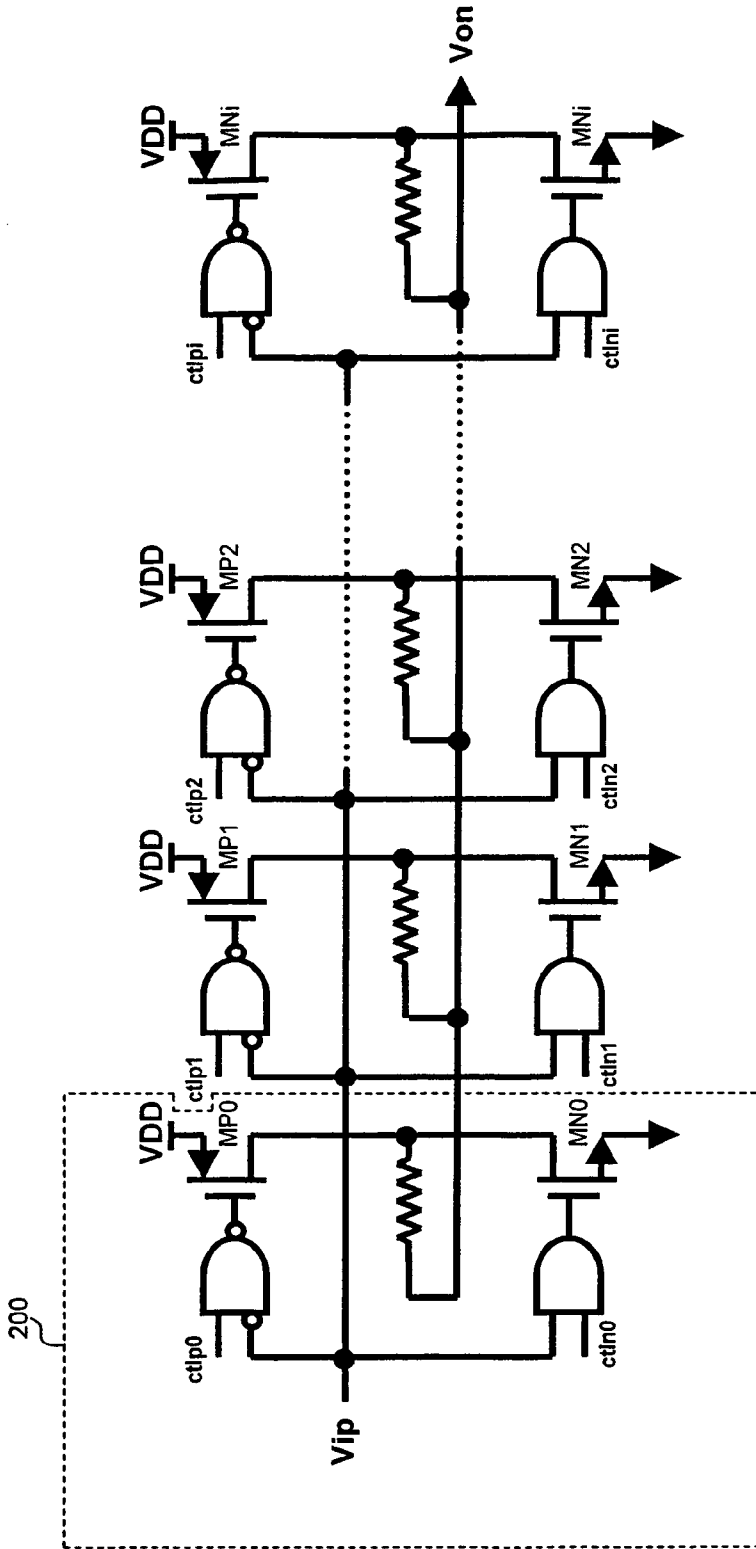 200
VDD
VDD
VDD
VDD
MP0
MP1
MP2
MNi
ctlp0
ctlp1
ctlp2
ctlpi
Vip
Von
MN0
MN1
MN2
MNi
ctln0
ctln1
ctln2
ctlni